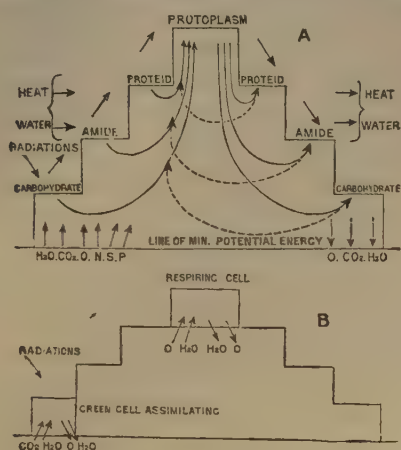 PROTOPLASM
A
PROTEID PROTEID
HEAT HEAT
WATER AMIDE AMIDE WATER
RADIATIONS
CARBOHYDRATE CARBOHYDRATE
LINE OF MIN. POTENTIAL ENERGY
H2O. CO2. O. N. S. P O. CO2. H2O
RESPIRING CELL
B
O H2O H2O O
RADIATIONS
GREEN CELL ASSIMILATING
CO2 H2O O H2O